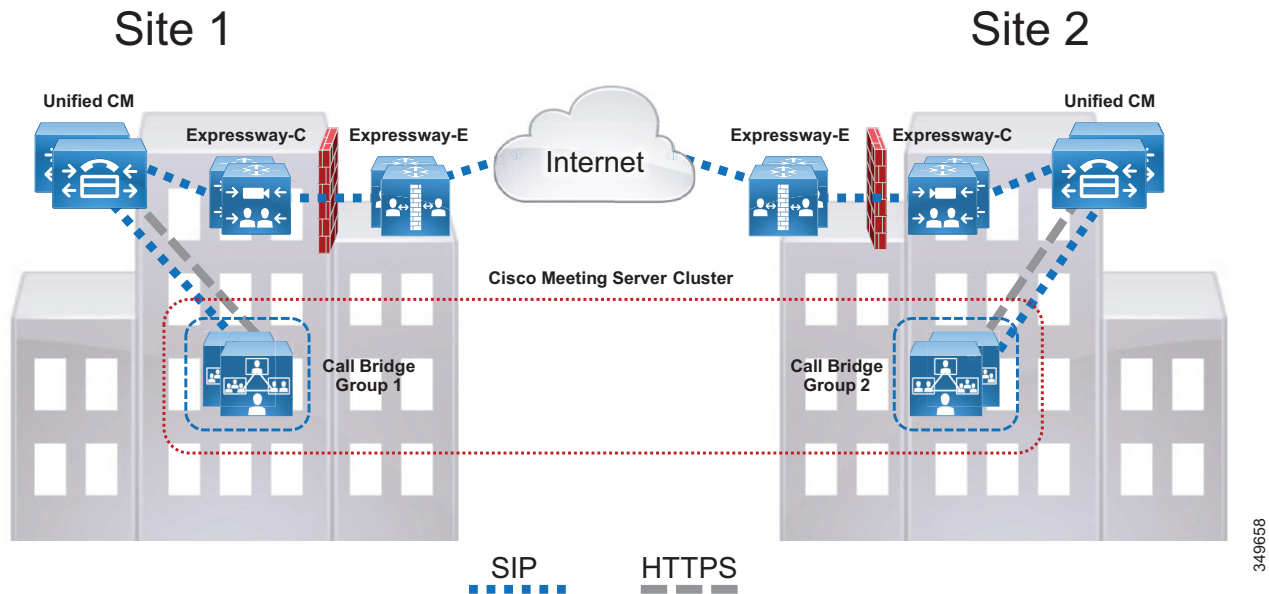 Site 1
Site 2
Unified CM
Expressway-C
Expressway-E
Internet
Expressway-E
Expressway-C
Unified CM
Cisco Meeting Server Cluster
Call Bridge
Group 1
Call Bridge
Group 2
SIP
HTTPS
349658